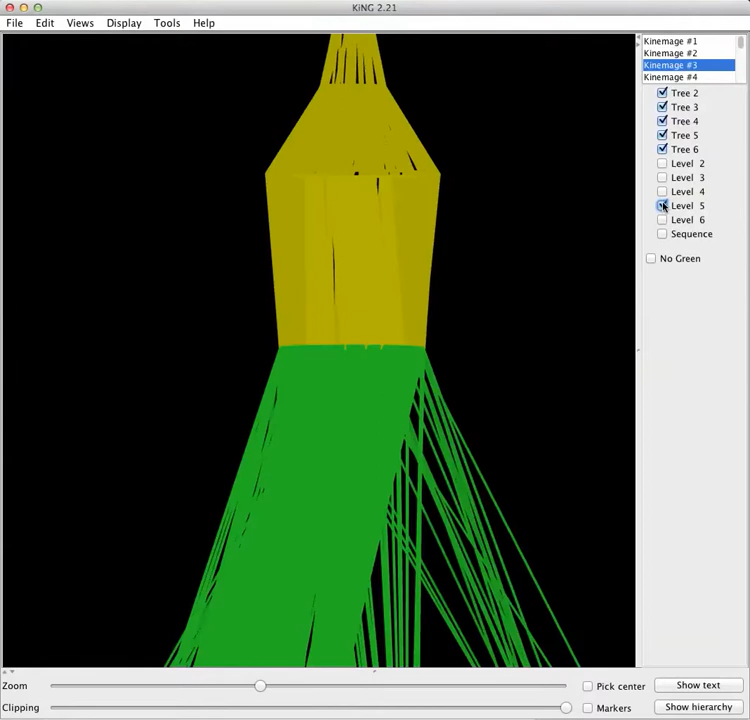 KiNG 2.21
File Edit Views Display Tools Help
Kinemage #1
Kinemage #2
Kinemage #3
Kinemage #4
Tree 2
Tree 3
Tree 4
Tree 5
Tree 6
Level 2
Level 3
Level 4
Level 5
Level 6
Sequence
No Green
Zoom
Pick center
Show text
Clipping
Markers
Show hierarchy